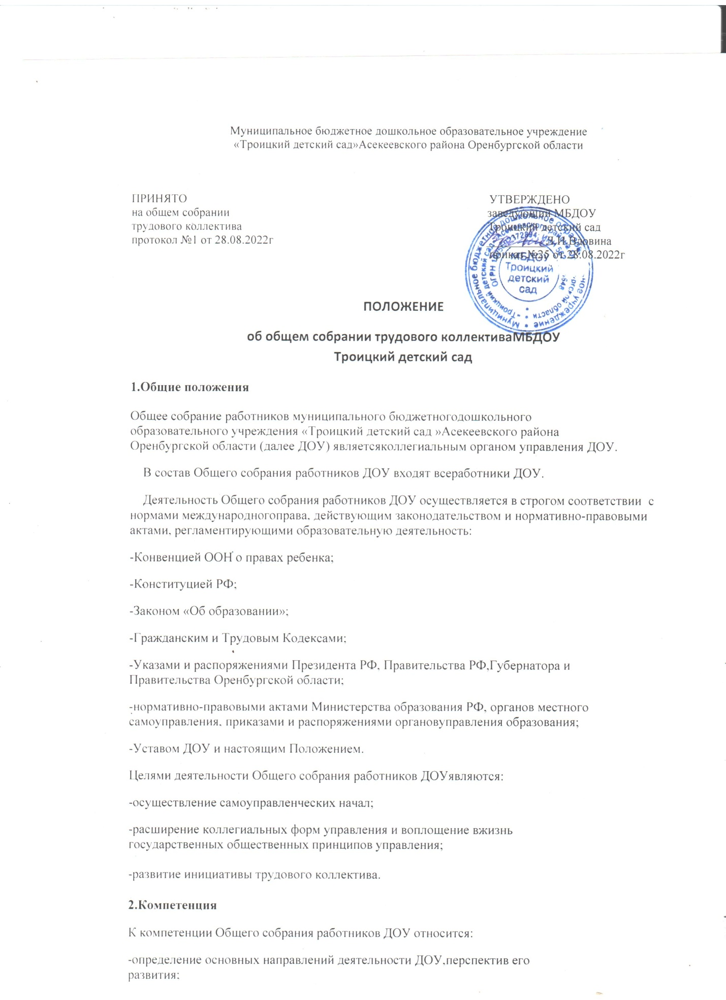 Муниципальное бюджетное дошкольное образовательное учреждение
«Троицкий детский сад»Асекеевского района Оренбургской области
ПРИНЯТО
на общем собрании
трудового коллектива
протокол №1 от 28.08.2022г
УТВЕРЖДЕНО
заведующий МБДОУ
Троицкий детский сад
Л.И.Вдовина
приказ №25 от.28.08.2022г
МБДОУ
Троицкий
детский
сад
ПОЛОЖЕНИЕ
об общем собрании трудового коллективаМБДОУ
Троицкий детский сад
1.Общие положения
Общее собрание работников муниципального бюджетногодошкольного
образовательного учреждения «Троицкий детский сад »Асекеевского района
Оренбургской области (далее ДОУ) являетсяколлегиальным органом управления ДОУ.
В состав Общего собрания работников ДОУ входят всеработники ДОУ.
Деятельность Общего собрания работников ДОУ осуществляется в строгом соответствии с
нормами международногоправа, действующим законодательством и нормативно-правовыми
актами, регламентирующими образовательную деятельность:
-Конвенцией ООН о правах ребенка;
-Конституцией РФ;
-Законом «Об образовании»;
-Гражданским и Трудовым Кодексами;
-Указами и распоряжениями Президента РФ, Правительства РФ,Губернатора и
Правительства Оренбургской области;
-нормативно-правовыми актами Министерства образования РФ, органов местного
самоуправления, приказами и распоряжениями органовуправления образования;
-Уставом ДОУ и настоящим Положением.
Целями деятельности Общего собрания работников ДОУявляются:
-осуществление самоуправленческих начал;
-расширение коллегиальных форм управления и воплощение вжизнь
государственных общественных принципов управления;
-развитие инициативы трудового коллектива.
2.Компетенция
К компетенции Общего собрания работников ДОУ относится:
-определение основных направлений деятельности ДОУ,перспектив его
развития;